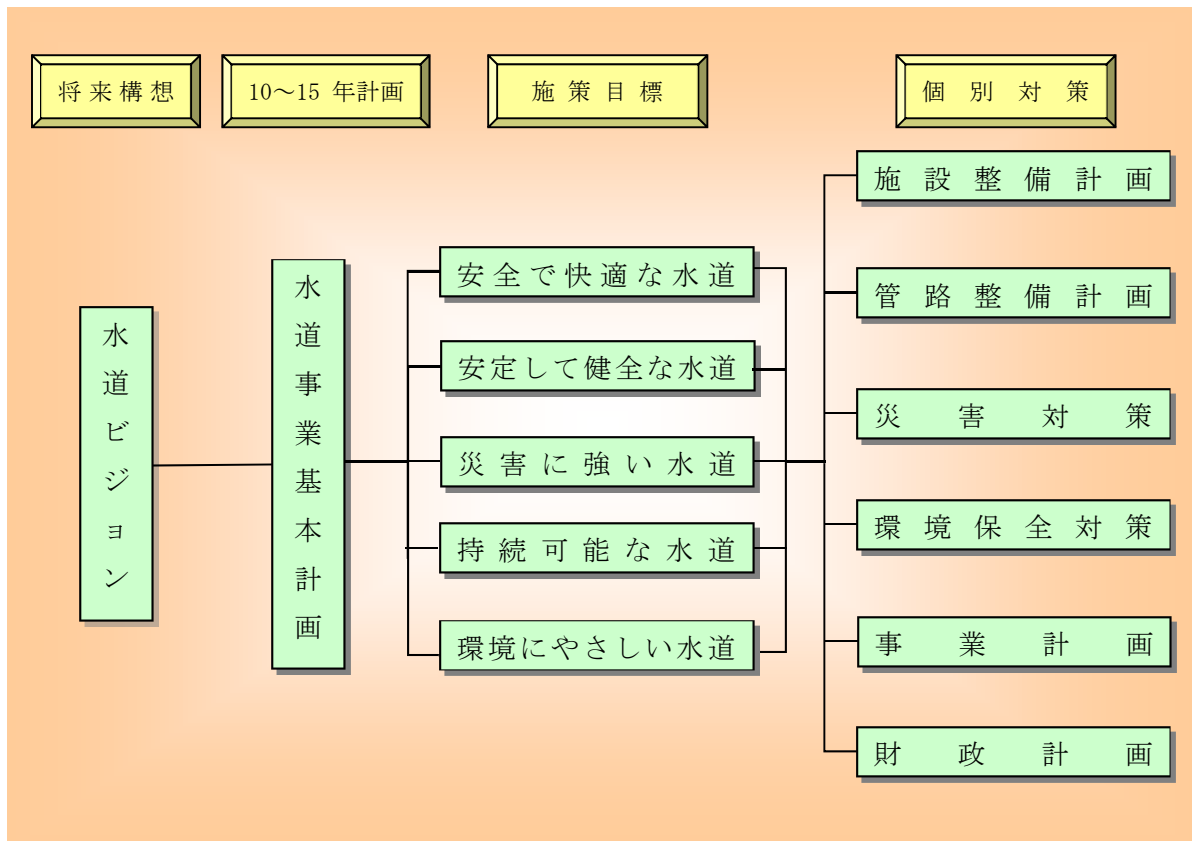 将来構想
10～15 年計画
施策目標
個別対策
水道ビジョン
水道事業基本計画
安全で快適な水道
安定して健全な水道
災害に強い水道
持続可能な水道
環境にやさしい水道
施設整備計画
管路整備計画
災害対策
環境保全対策
事業計画
財政計画